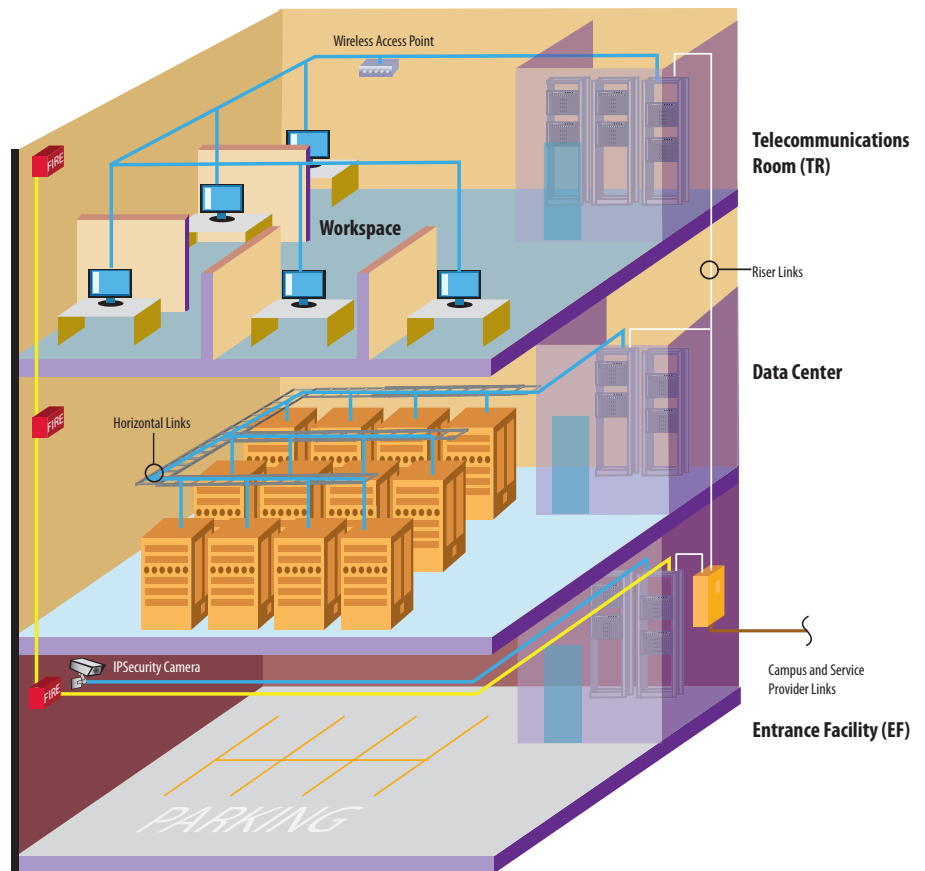 Wireless Access Point
FIRE
Telecommunications
Room (TR)
Workspace
Riser Links
Data Center
FIRE
Horizontal Links
IPSecurity Camera
FIRE
Campus and Service
Provider Links
Entrance Facility (EF)
PARKING